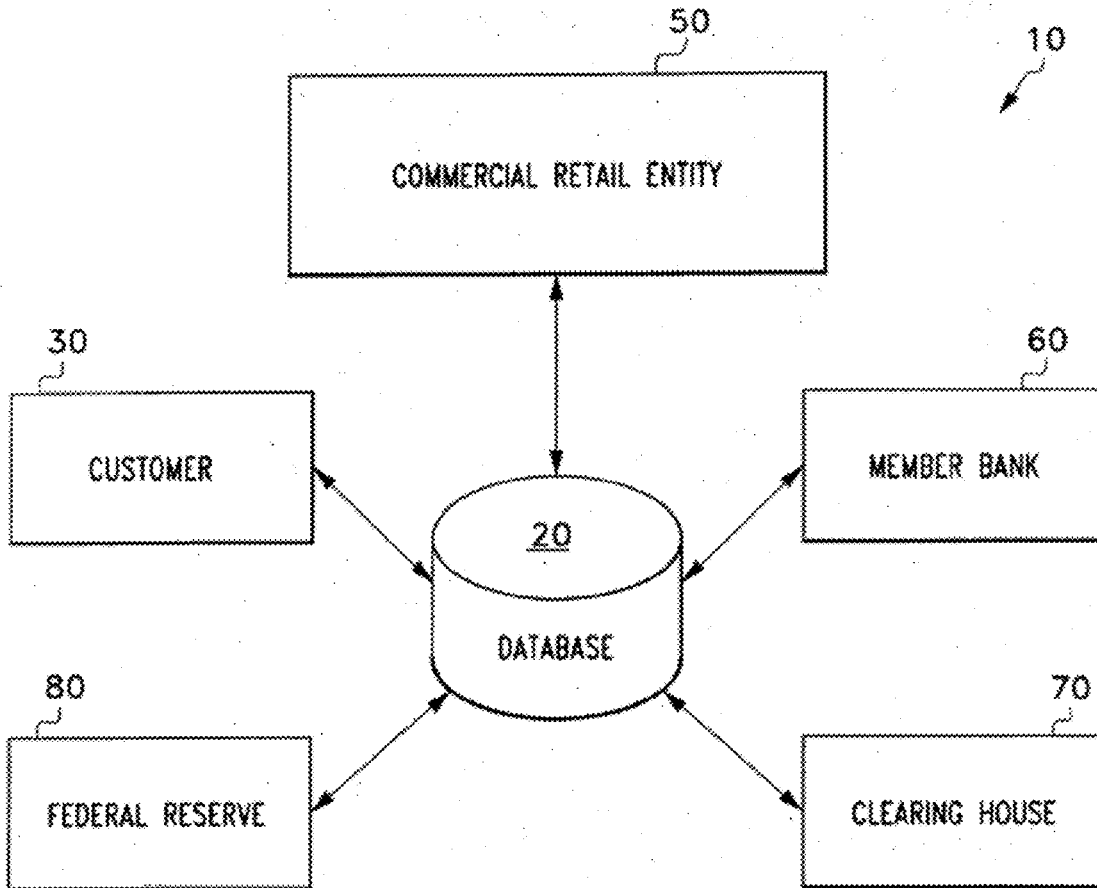 50
10
COMMERCIAL RETAIL ENTITY
30
60
CUSTOMER
MEMBER BANK
20
DATABASE
80
70
FEDERAL RESERVE
CLEARING HOUSE